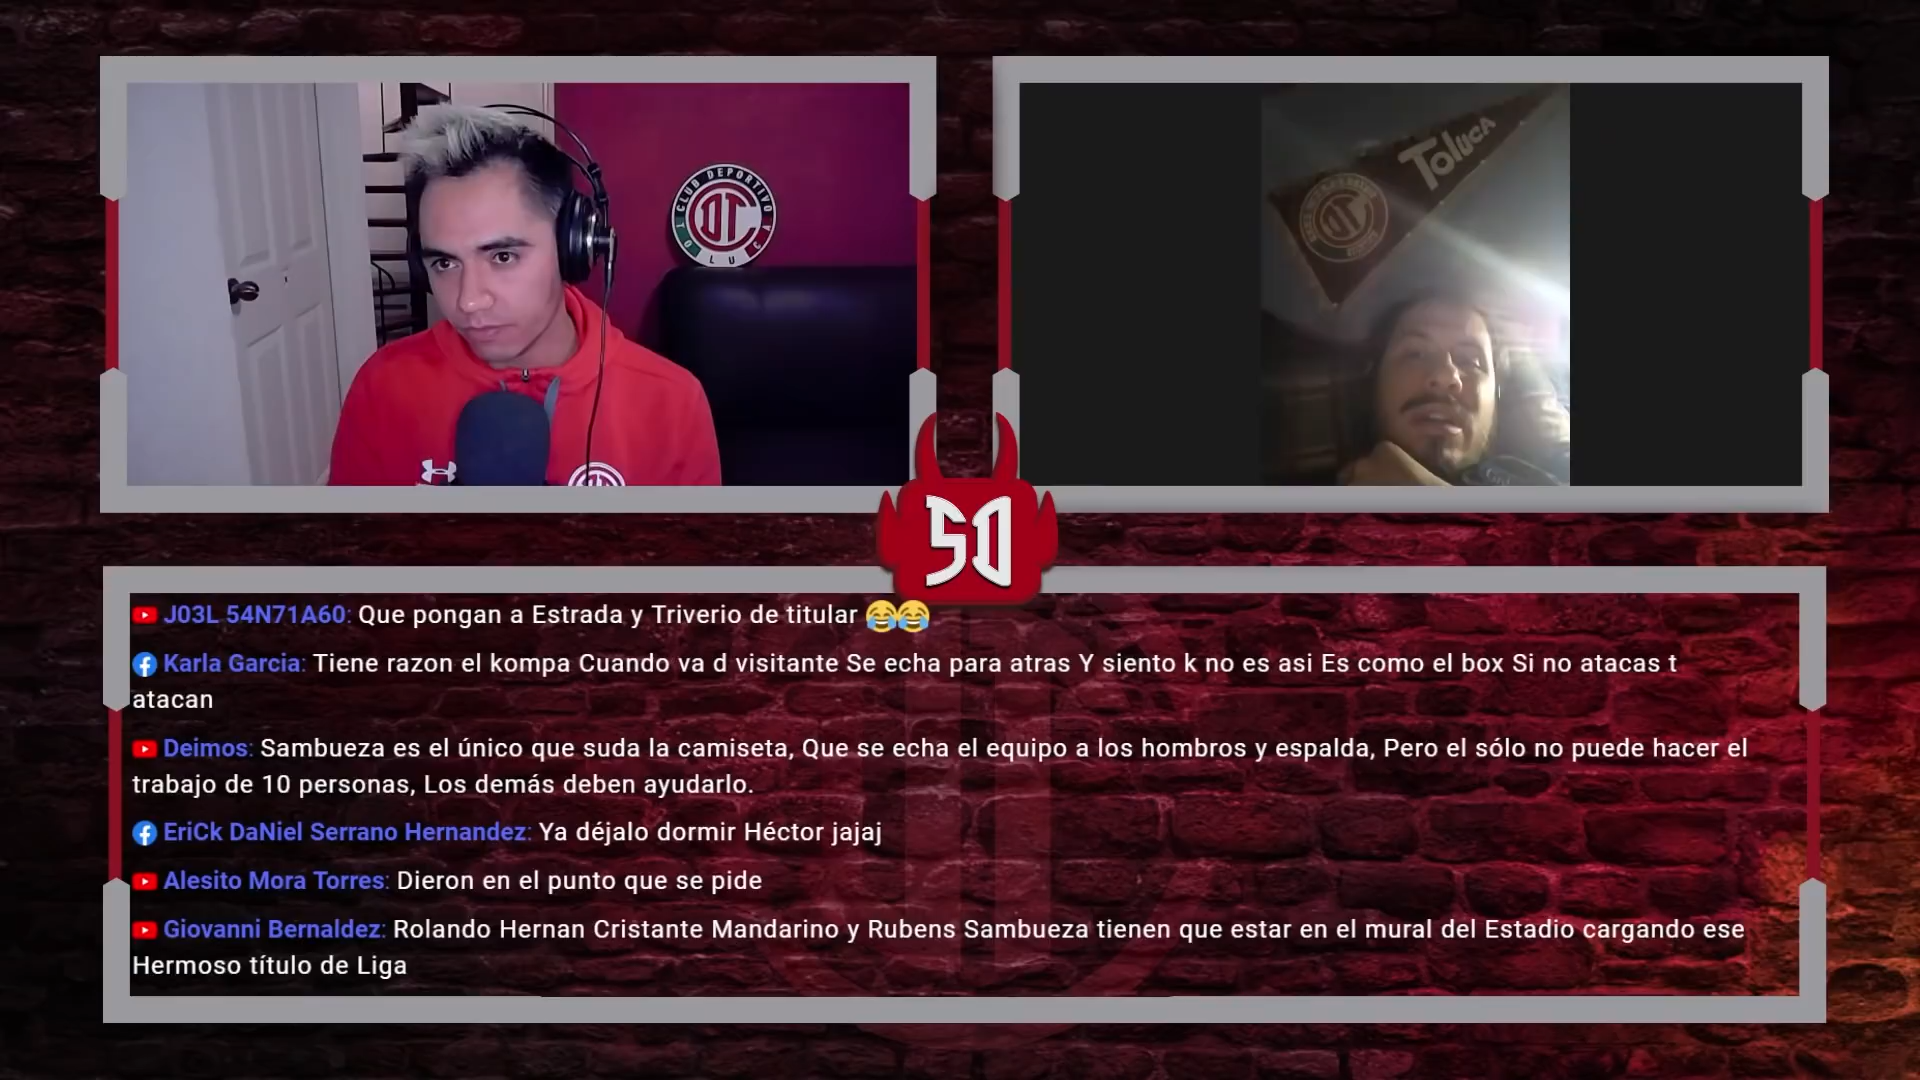 CLUB DEPORTIVO
TOLUCA
Toluca
SD
J03L 54N71A60: Que pongan a Estrada y Triverio de titular 😂😂
Karla Garcia: Tiene razon el kompa Cuando va d visitante Se echa para atras Y siento k no es asi Es como el box Si no atacas t
atacan
Deimos: Sambueza es el único que suda la camiseta, Que se echa el equipo a los hombros y espalda, Pero el sólo no puede hacer el
trabajo de 10 personas, Los demás deben ayudarlo.
EriCk DaNiel Serrano Hernandez: Ya déjalo dormir Héctor jajaj
Alesito Mora Torres: Dieron en el punto que se pide
Giovanni Bernaldez: Rolando Hernan Cristante Mandarino y Rubens Sambueza tienen que estar en el mural del Estadio cargando ese
Hermoso título de Liga